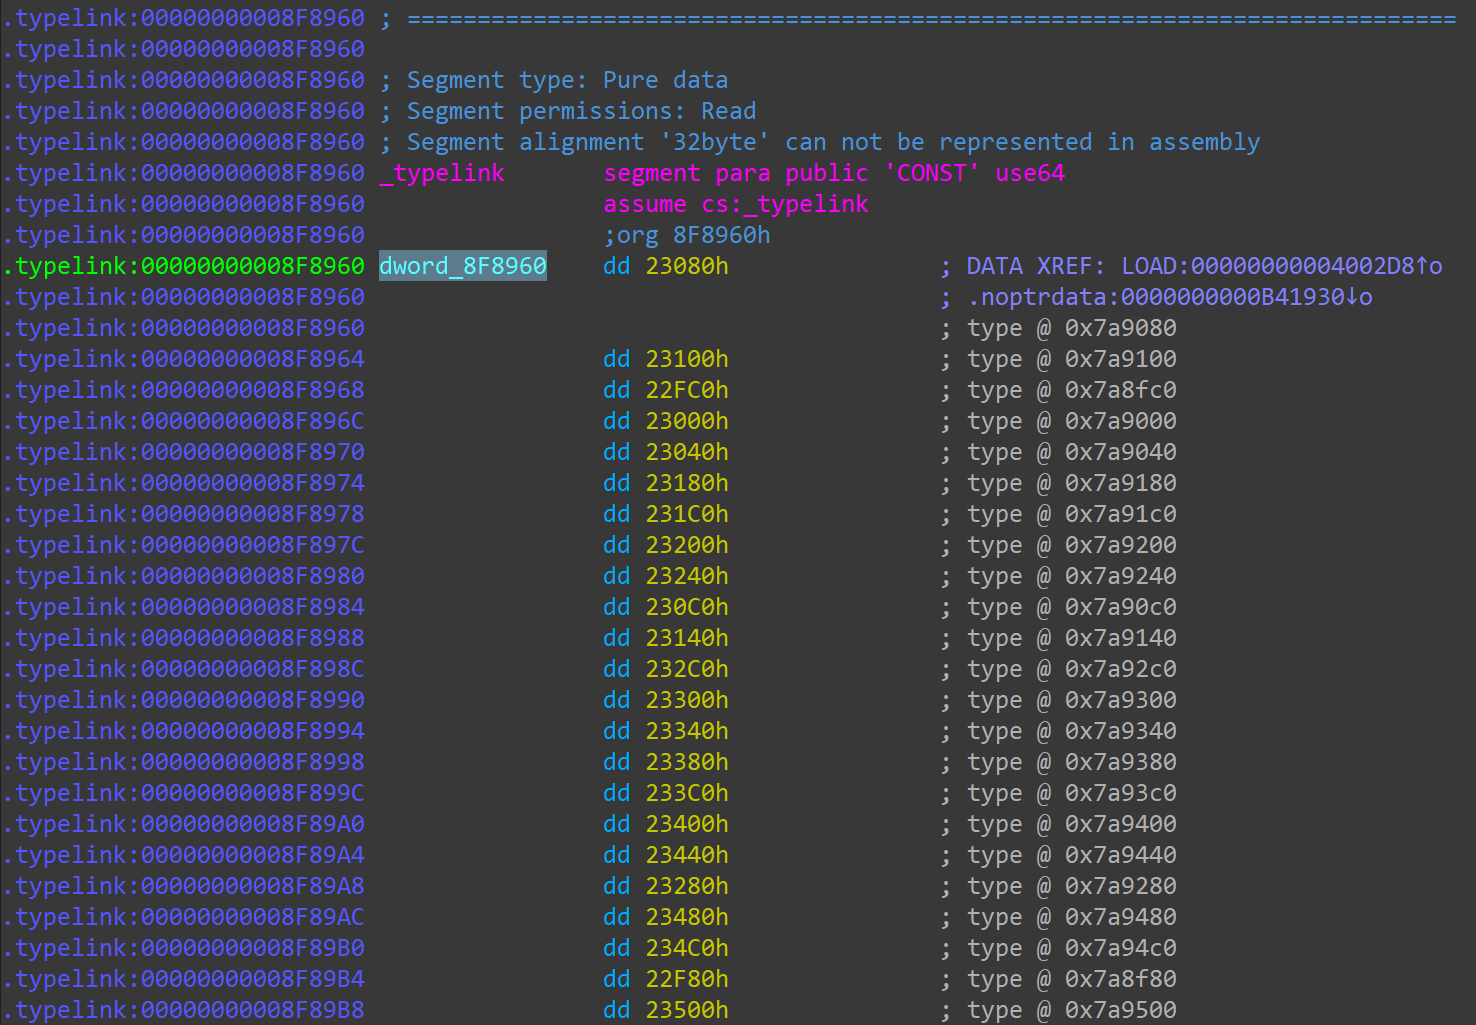 .typelink:00000000008F8960 ; ===========================================================================
.typelink:00000000008F8960
.typelink:00000000008F8960 ; Segment type: Pure data
.typelink:00000000008F8960 ; Segment permissions: Read
.typelink:00000000008F8960 ; Segment alignment '32byte' can not be represented in assembly
.typelink:00000000008F8960 _typelink segment para public 'CONST' use64
.typelink:00000000008F8960 assume cs:_typelink
.typelink:00000000008F8960 ;org 8F8960h
.typelink:00000000008F8960 dword_8F8960 dd 23080h ; DATA XREF: LOAD:00000000004002D8↑o
.typelink:00000000008F8960 ; .noptrdata:0000000000B41930↓o
.typelink:00000000008F8960 ; type @ 0x7a9080
.typelink:00000000008F8964 dd 23100h ; type @ 0x7a9100
.typelink:00000000008F8968 dd 22FC0h ; type @ 0x7a8fc0
.typelink:00000000008F896C dd 23000h ; type @ 0x7a9000
.typelink:00000000008F8970 dd 23040h ; type @ 0x7a9040
.typelink:00000000008F8974 dd 23180h ; type @ 0x7a9180
.typelink:00000000008F8978 dd 231C0h ; type @ 0x7a91c0
.typelink:00000000008F897C dd 23200h ; type @ 0x7a9200
.typelink:00000000008F8980 dd 23240h ; type @ 0x7a9240
.typelink:00000000008F8984 dd 230C0h ; type @ 0x7a90c0
.typelink:00000000008F8988 dd 23140h ; type @ 0x7a9140
.typelink:00000000008F898C dd 232C0h ; type @ 0x7a92c0
.typelink:00000000008F8990 dd 23300h ; type @ 0x7a9300
.typelink:00000000008F8994 dd 23340h ; type @ 0x7a9340
.typelink:00000000008F8998 dd 23380h ; type @ 0x7a9380
.typelink:00000000008F899C dd 233C0h ; type @ 0x7a93c0
.typelink:00000000008F89A0 dd 23400h ; type @ 0x7a9400
.typelink:00000000008F89A4 dd 23440h ; type @ 0x7a9440
.typelink:00000000008F89A8 dd 23280h ; type @ 0x7a9280
.typelink:00000000008F89AC dd 23480h ; type @ 0x7a9480
.typelink:00000000008F89B0 dd 234C0h ; type @ 0x7a94c0
.typelink:00000000008F89B4 dd 22F80h ; type @ 0x7a8f80
.typelink:00000000008F89B8 dd 23500h ; type @ 0x7a9500